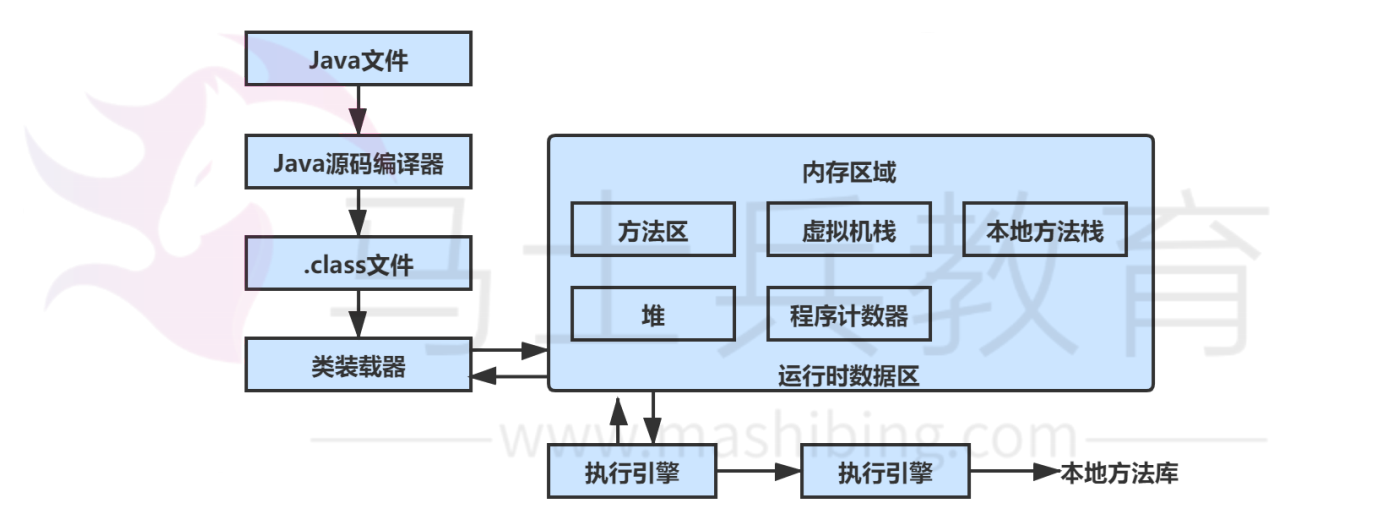 Java文件
Java源码编译器
.class文件
类装载器
内存区域
方法区
虚拟机栈
本地方法栈
堆
程序计数器
运行时数据区
执行引擎
执行引擎
本地方法库
马士兵教育
www.mashibing.com